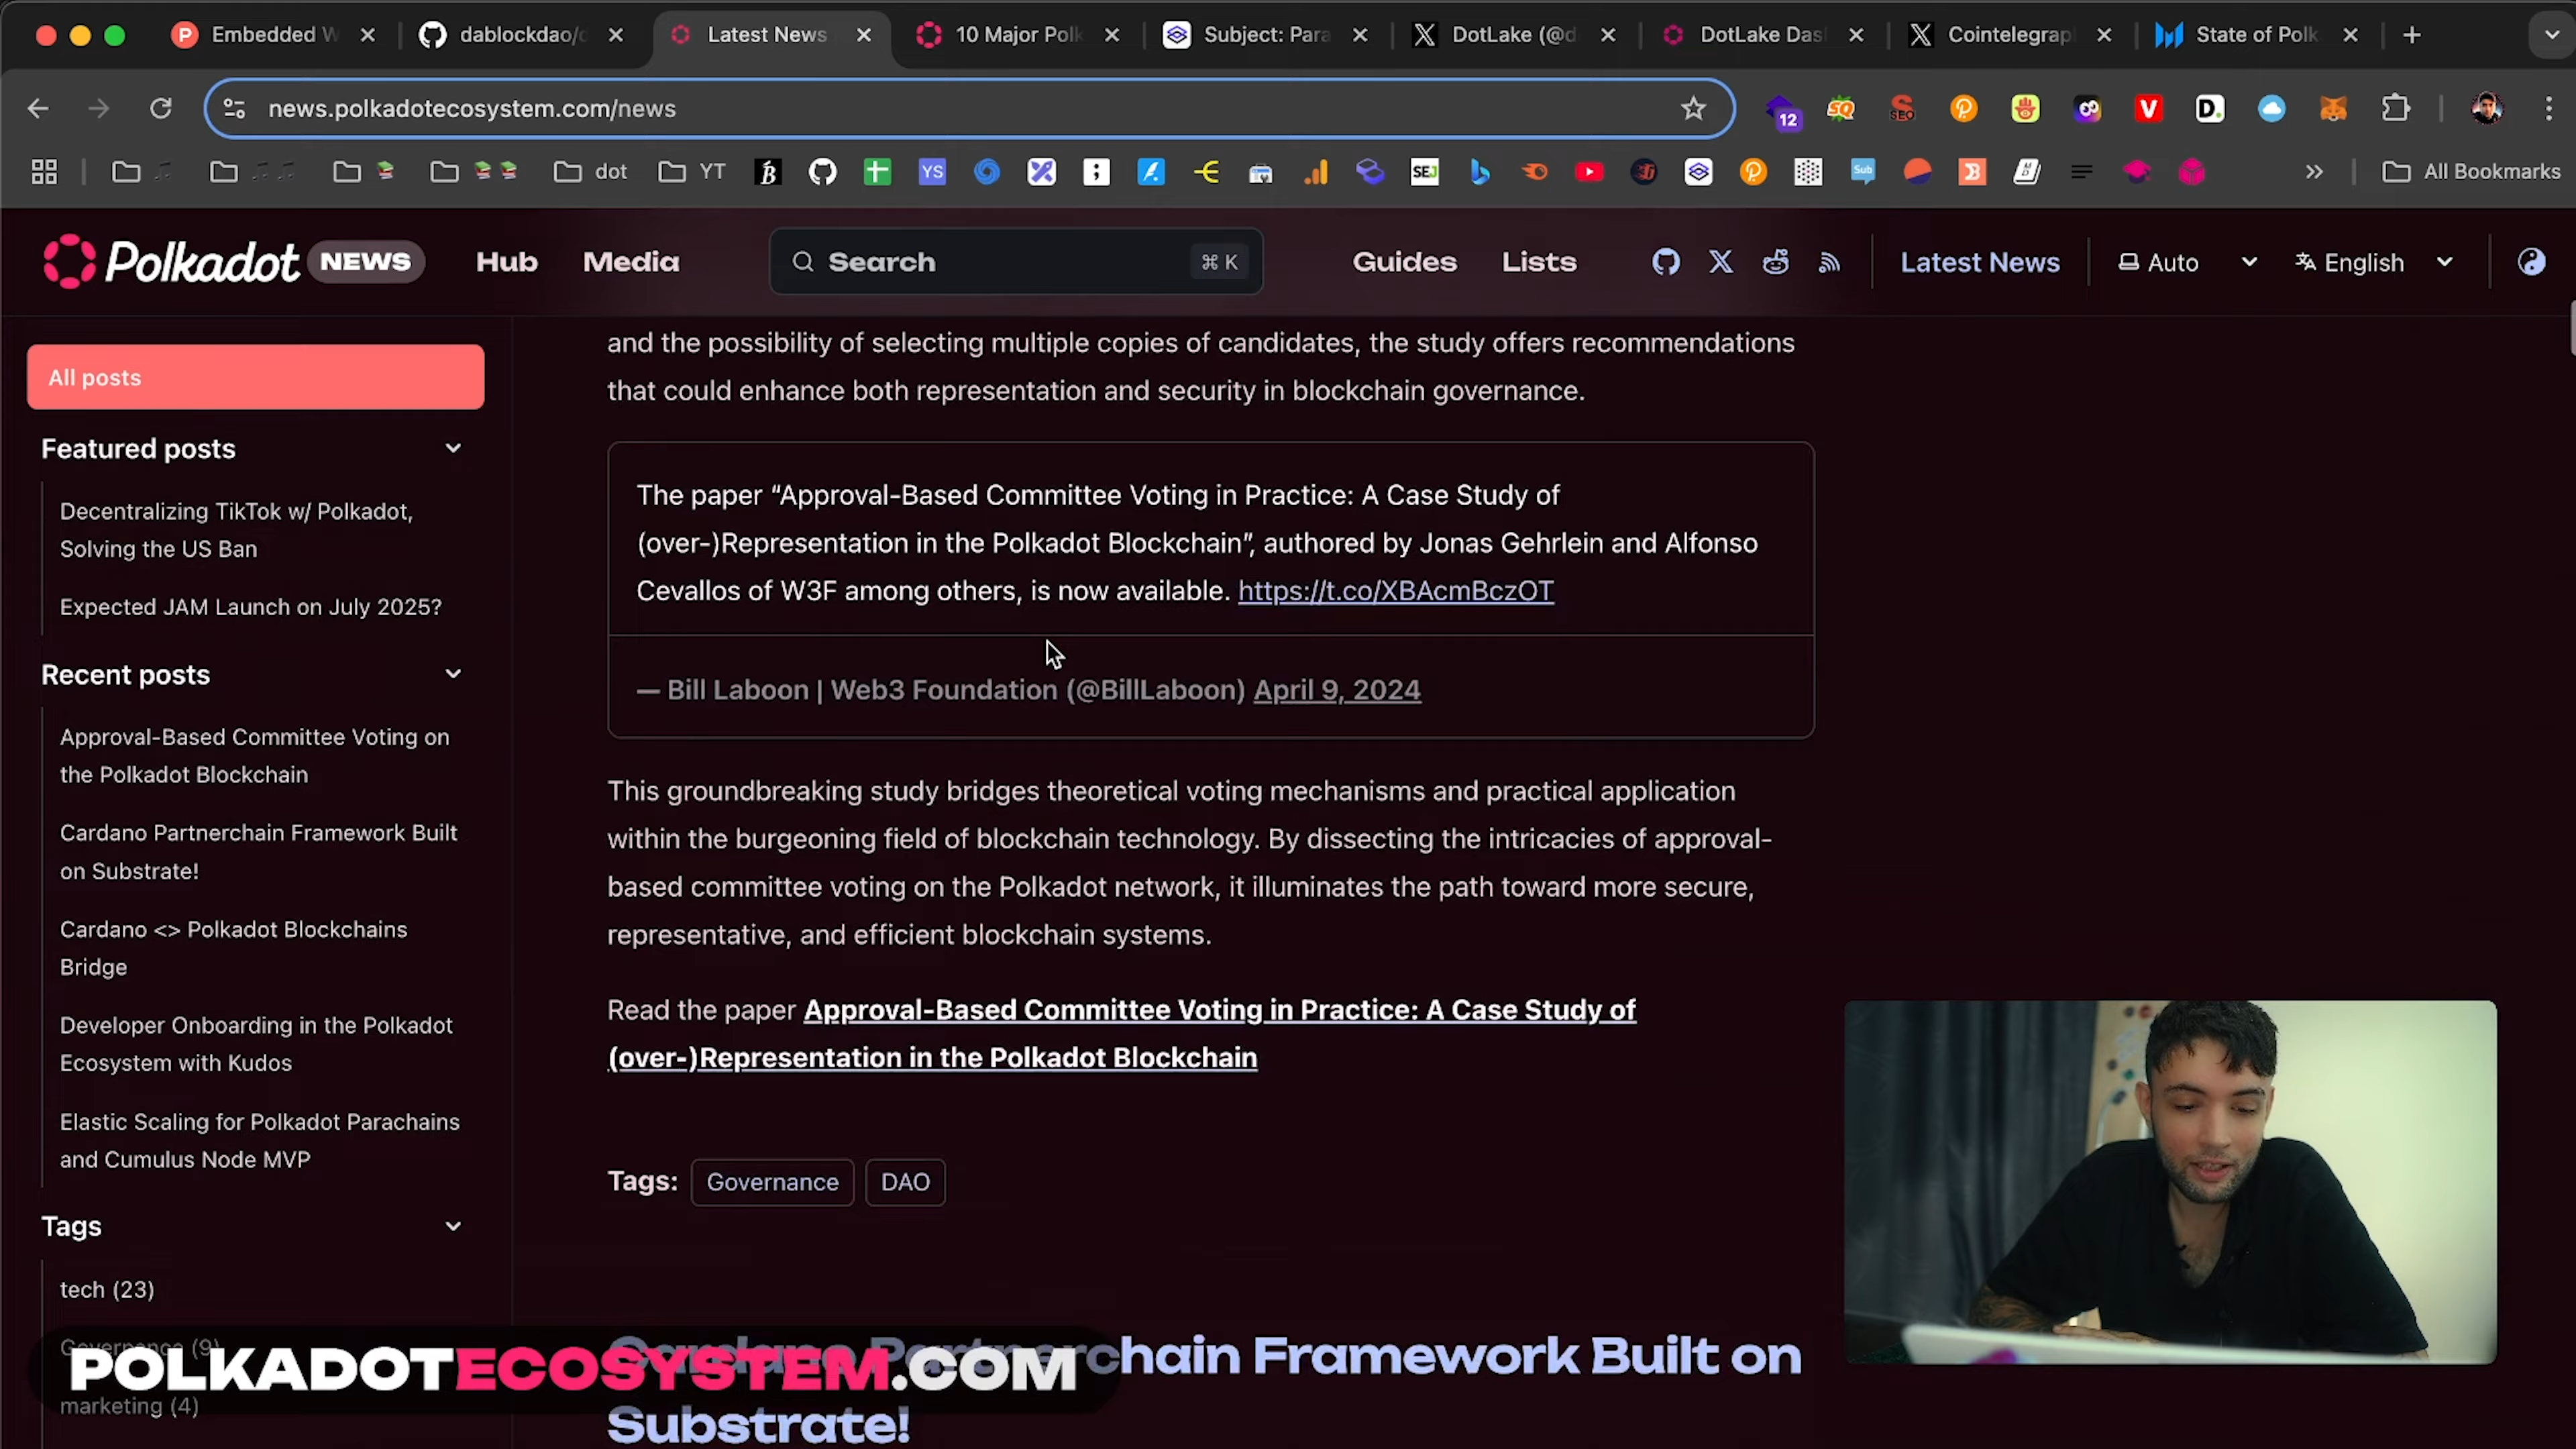 Embedded W
dablockdao/c
Latest News
10 Major Polk
Subject: Para
DotLake (@d
DotLake Das
Cointelegrap
State of Polk
news.polkadotecosystem.com/news
12
dot
YT
All Bookmarks
Polkadot NEWS
Hub
Media
Search
⌘ K
Guides
Lists
Latest News
Auto
English
All posts
Featured posts
Decentralizing TikTok w/ Polkadot,
Solving the US Ban
Expected JAM Launch on July 2025?
Recent posts
Approval-Based Committee Voting on
the Polkadot Blockchain
Cardano Partnerchain Framework Built
on Substrate!
Cardano <> Polkadot Blockchains
Bridge
Developer Onboarding in the Polkadot
Ecosystem with Kudos
Elastic Scaling for Polkadot Parachains
and Cumulus Node MVP
Tags
tech (23)
Governance (9)
marketing (4)
and the possibility of selecting multiple copies of candidates, the study offers recommendations
that could enhance both representation and security in blockchain governance.
The paper “Approval-Based Committee Voting in Practice: A Case Study of
(over-)Representation in the Polkadot Blockchain”, authored by Jonas Gehrlein and Alfonso
Cevallos of W3F among others, is now available. https://t.co/XBAcmBczOT
— Bill Laboon | Web3 Foundation (@BillLaboon) April 9, 2024
This groundbreaking study bridges theoretical voting mechanisms and practical application
within the burgeoning field of blockchain technology. By dissecting the intricacies of approval-
based committee voting on the Polkadot network, it illuminates the path toward more secure,
representative, and efficient blockchain systems.
Read the paper Approval-Based Committee Voting in Practice: A Case Study of
(over-)Representation in the Polkadot Blockchain
Tags: Governance DAO
Cardano Partnerchain Framework Built on
Substrate!
POLKADOTECOSYSTEM.COM